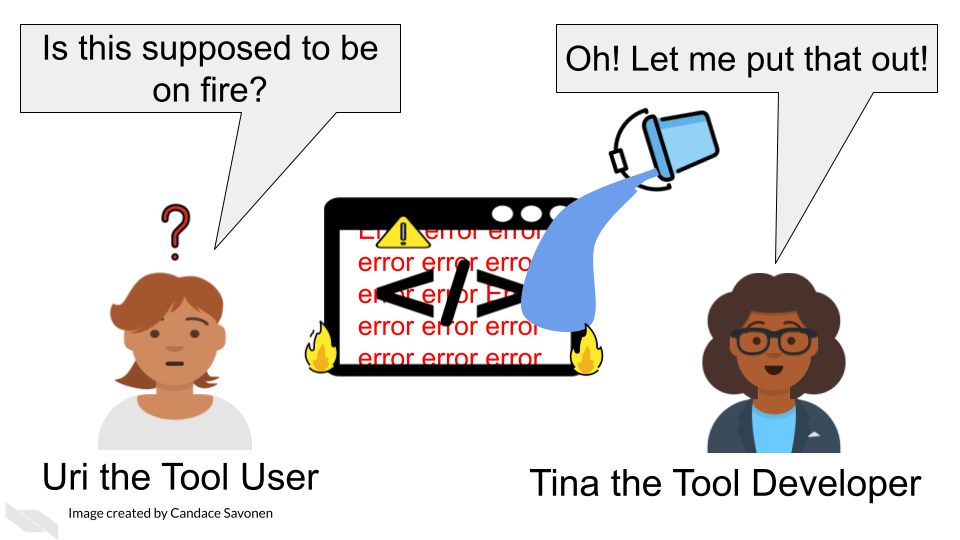 Is this supposed to be
on fire?
Oh! Let me put that out!
?
Error error error
error error error
error error Error
error error error
error error error
</>
!
Uri the Tool User
Tina the Tool Developer
Image created by Candace Savonen